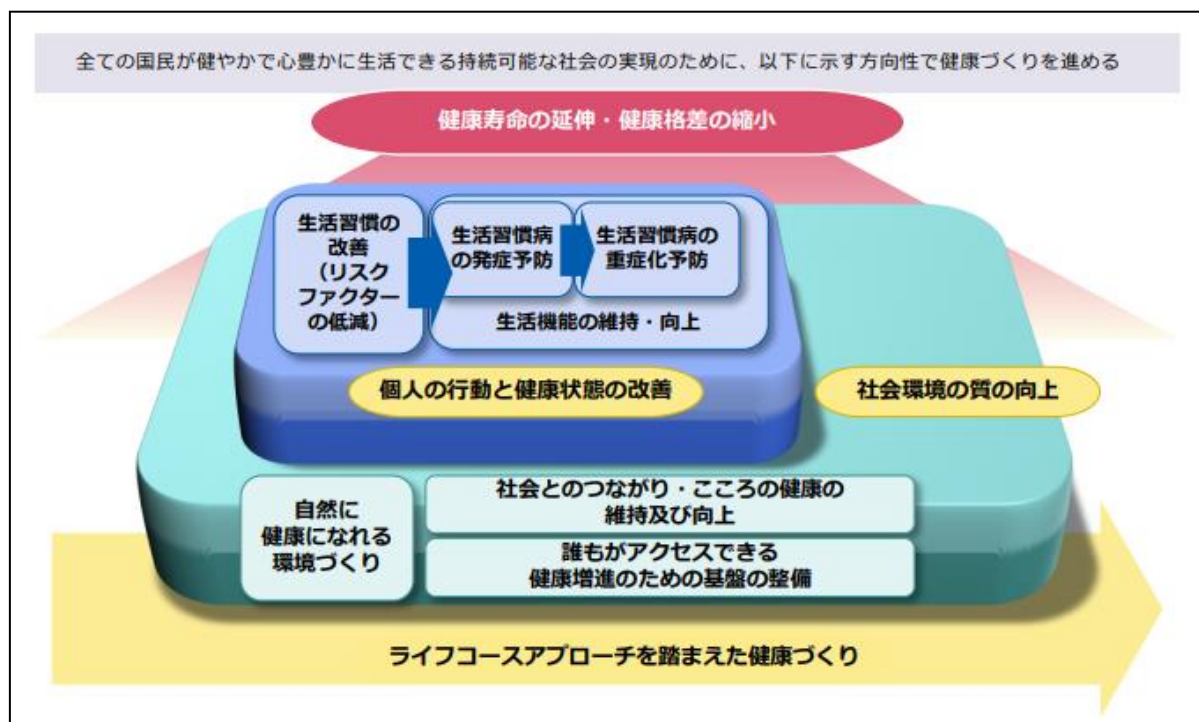 全ての国民が健やかで心豊かに生活できる持続可能な社会の実現のために、以下に示す方向性で健康づくりを進める
健康寿命の延伸・健康格差の縮小
生活習慣の
改善
（リスク
ファクター
の低減）
生活習慣病
の発症予防
生活習慣病の
重症化予防
生活機能の維持・向上
個人の行動と健康状態の改善
社会環境の質の向上
自然に
健康になれる
環境づくり
社会とのつながり・こころの健康の
維持及び向上
誰もがアクセスできる
健康増進のための基盤の整備
ライフコースアプローチを踏まえた健康づくり